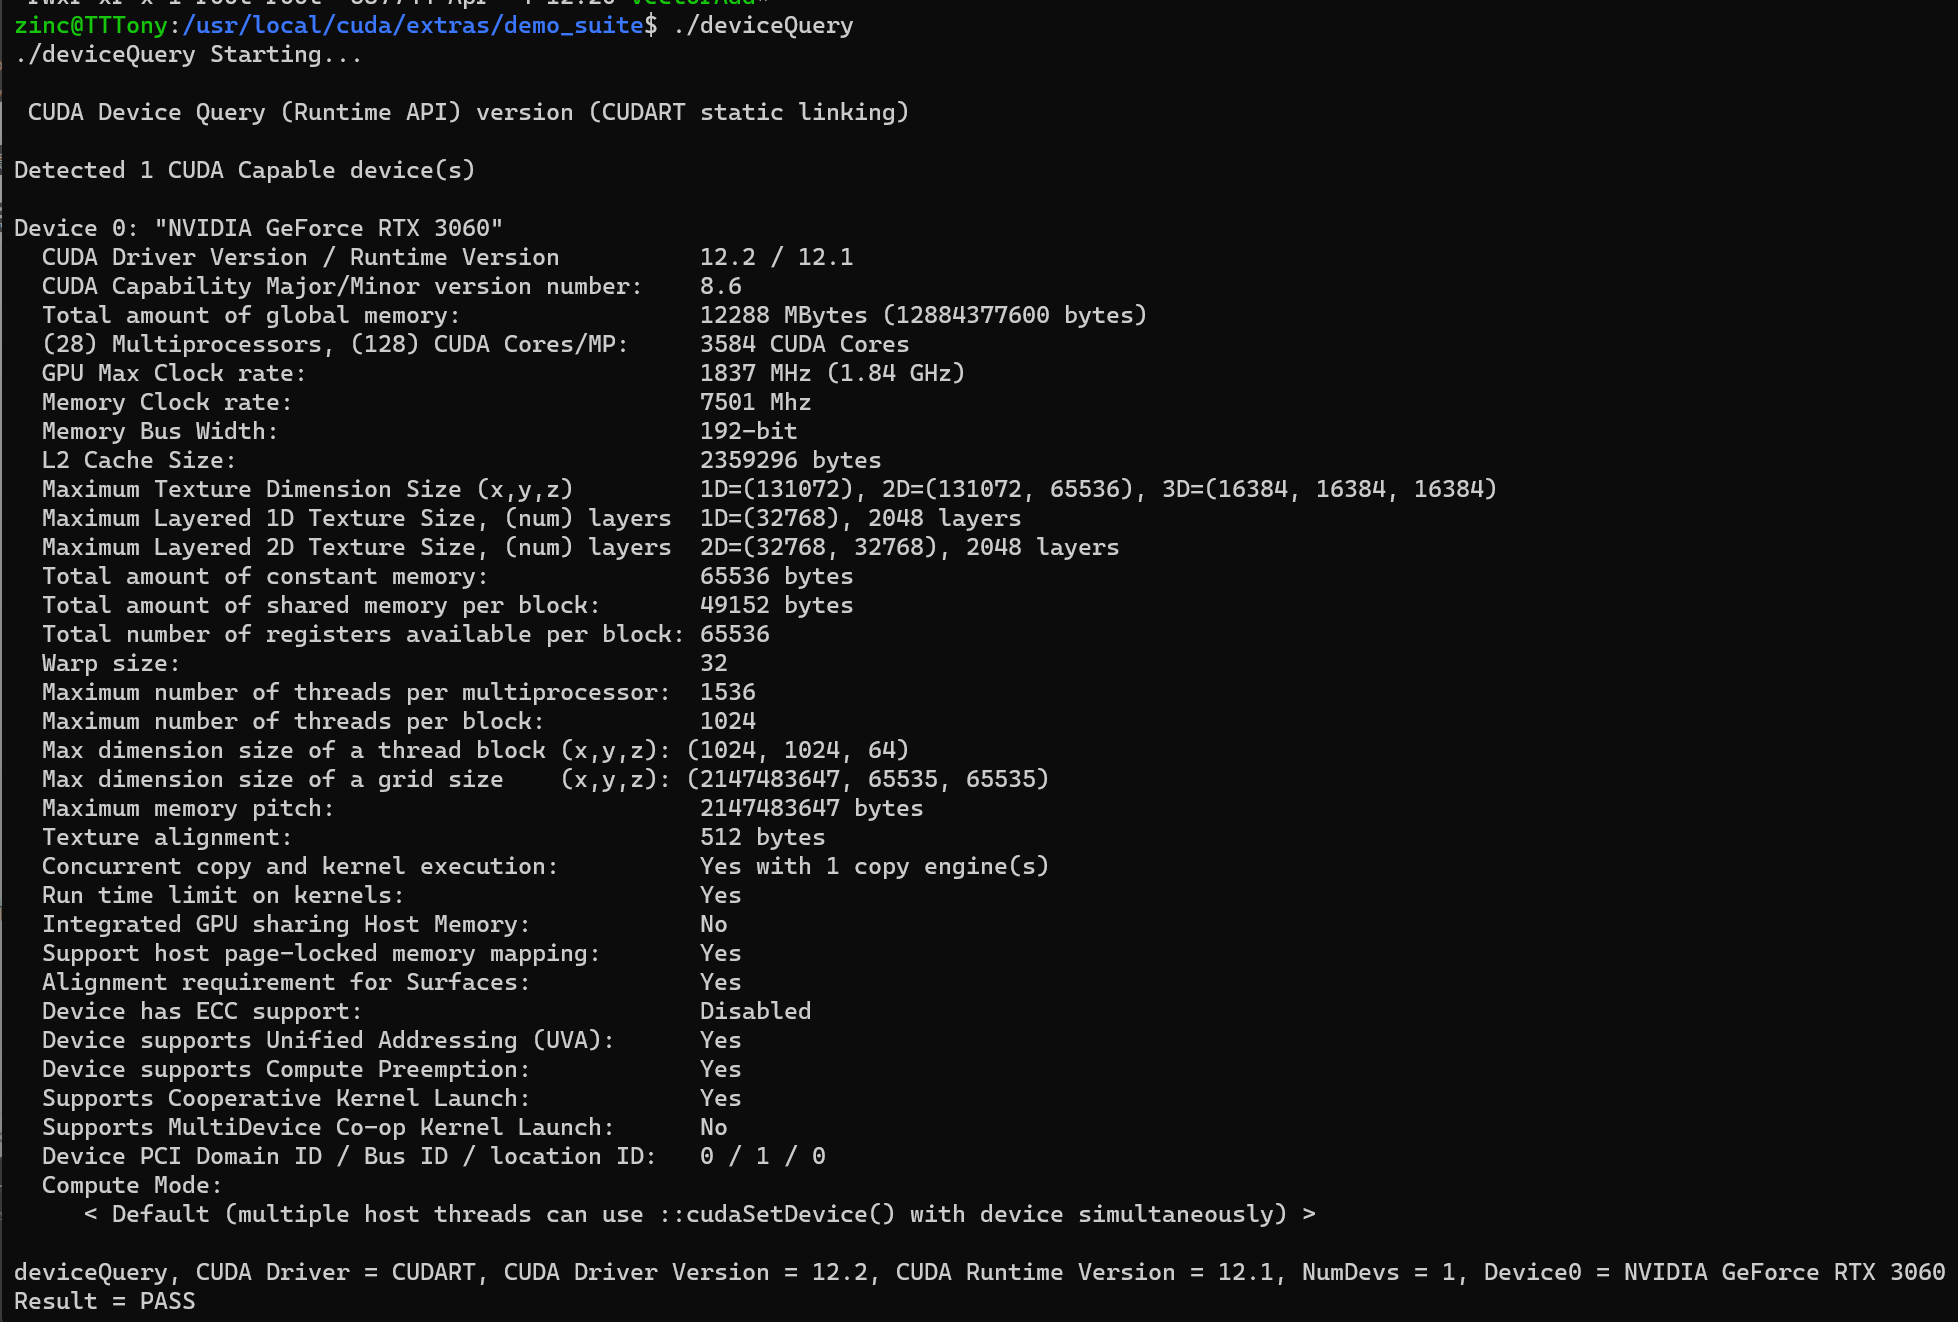 zinc@TTTony:/usr/local/cuda/extras/demo_suite$ ./deviceQuery
./deviceQuery Starting...

 CUDA Device Query (Runtime API) version (CUDART static linking)

Detected 1 CUDA Capable device(s)

Device 0: "NVIDIA GeForce RTX 3060"
  CUDA Driver Version / Runtime Version          12.2 / 12.1
  CUDA Capability Major/Minor version number:    8.6
  Total amount of global memory:                 12288 MBytes (12884377600 bytes)
  (28) Multiprocessors, (128) CUDA Cores/MP:     3584 CUDA Cores
  GPU Max Clock rate:                            1837 MHz (1.84 GHz)
  Memory Clock rate:                             7501 Mhz
  Memory Bus Width:                              192-bit
  L2 Cache Size:                                 2359296 bytes
  Maximum Texture Dimension Size (x,y,z)         1D=(131072), 2D=(131072, 65536), 3D=(16384, 16384, 16384)
  Maximum Layered 1D Texture Size, (num) layers  1D=(32768), 2048 layers
  Maximum Layered 2D Texture Size, (num) layers  2D=(32768, 32768), 2048 layers
  Total amount of constant memory:               65536 bytes
  Total amount of shared memory per block:       49152 bytes
  Total number of registers available per block: 65536
  Warp size:                                     32
  Maximum number of threads per multiprocessor:  1536
  Maximum number of threads per block:           1024
  Max dimension size of a thread block (x,y,z): (1024, 1024, 64)
  Max dimension size of a grid size    (x,y,z): (2147483647, 65535, 65535)
  Maximum memory pitch:                          2147483647 bytes
  Texture alignment:                             512 bytes
  Concurrent copy and kernel execution:          Yes with 1 copy engine(s)
  Run time limit on kernels:                     Yes
  Integrated GPU sharing Host Memory:            No
  Support host page-locked memory mapping:       Yes
  Alignment requirement for Surfaces:            Yes
  Device has ECC support:                        Disabled
  Device supports Unified Addressing (UVA):      Yes
  Device supports Compute Preemption:            Yes
  Supports Cooperative Kernel Launch:            Yes
  Supports MultiDevice Co-op Kernel Launch:      No
  Device PCI Domain ID / Bus ID / location ID:   0 / 1 / 0
  Compute Mode:
     < Default (multiple host threads can use ::cudaSetDevice() with device simultaneously) >

deviceQuery, CUDA Driver = CUDART, CUDA Driver Version = 12.2, CUDA Runtime Version = 12.1, NumDevs = 1, Device0 = NVIDIA GeForce RTX 3060
Result = PASS